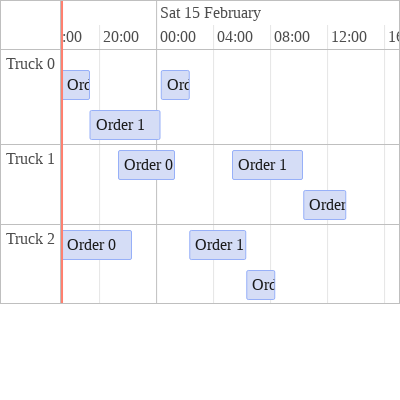 Sat 15 February
:00 20:00 00:00 04:00 08:00 12:00 16
Truck 0
Ord Ord
Order 1
Truck 1
Order 0 Order 1
Order
Truck 2
Order 0 Order 1
Ord